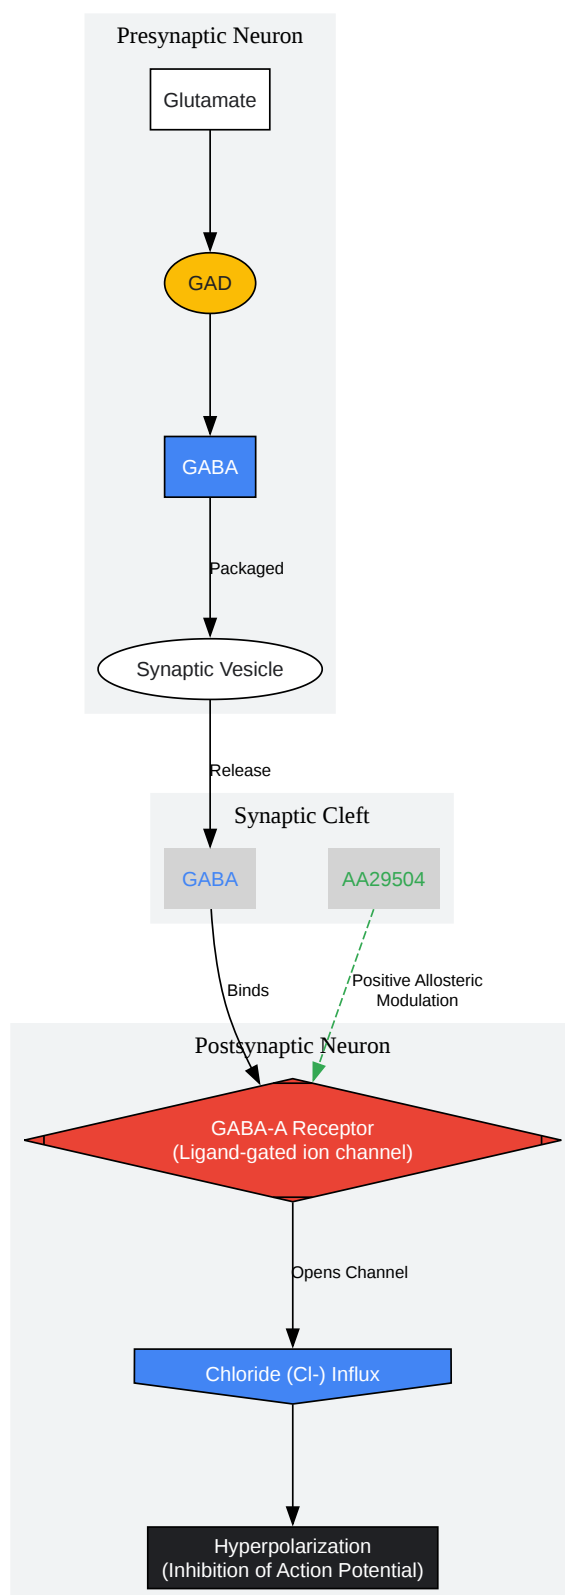 Presynaptic Neuron
Glutamate
GAD
GABA
Packaged
Synaptic Vesicle
Release
Synaptic Cleft
GABA
AA29504
Binds
Positive Allosteric
Modulation
Postsynaptic Neuron
GABA-A Receptor
(Ligand-gated ion channel)
Opens Channel
Chloride (Cl-) Influx
Hyperpolarization
(Inhibition of Action Potential)